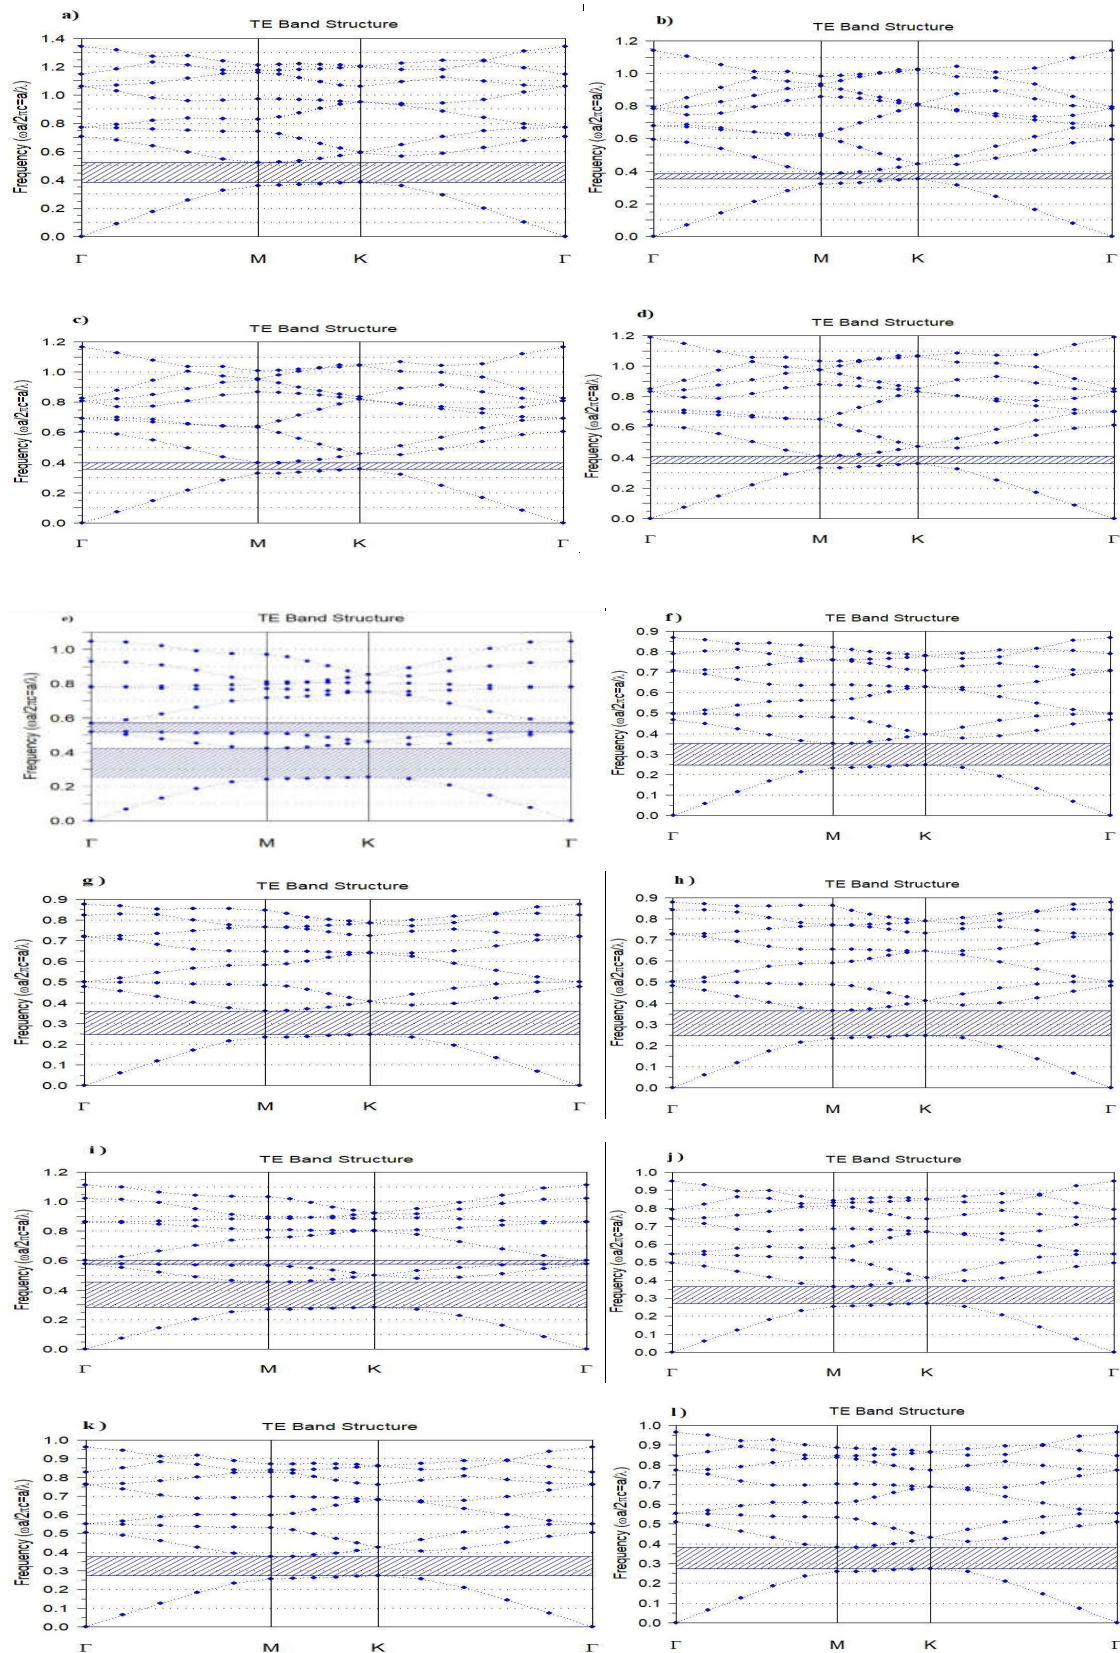 a)
TE Band Structure
Frequency (ωa/2πc=a/λ)
1.4
1.2
1.0
0.8
0.6
0.4
0.2
0.0
Γ M K Γ
b)
TE Band Structure
Frequency (ωa/2πc=a/λ)
1.2
1.0
0.8
0.6
0.4
0.2
0.0
Γ M K Γ
c)
TE Band Structure
Frequency (ωa/2πc=a/λ)
1.2
1.0
0.8
0.6
0.4
0.2
0.0
Γ M K Γ
d)
TE Band Structure
Frequency (ωa/2πc=a/λ)
1.2
1.0
0.8
0.6
0.4
0.2
0.0
Γ M K Γ
e)
TE Band Structure
Frequency (ωa/2πc=a/λ)
1.0
0.8
0.6
0.4
0.2
0.0
Γ M K Γ
f)
TE Band Structure
Frequency (ωa/2πc=a/λ)
0.9
0.8
0.7
0.6
0.5
0.4
0.3
0.2
0.1
0.0
Γ M K Γ
g )
TE Band Structure
Frequency (ωa/2πc=a/λ)
0.9
0.8
0.7
0.6
0.5
0.4
0.3
0.2
0.1
0.0
Γ M K Γ
h )
TE Band Structure
Frequency (ωa/2πc=a/λ)
0.9
0.8
0.7
0.6
0.5
0.4
0.3
0.2
0.1
0.0
Γ M K Γ
i )
TE Band Structure
Frequency (ωa/2πc=a/λ)
1.2
1.0
0.8
0.6
0.4
0.2
0.0
Γ M K Γ
j )
TE Band Structure
Frequency (ωa/2πc=a/λ)
1.0
0.9
0.8
0.7
0.6
0.5
0.4
0.3
0.2
0.1
0.0
Γ M K Γ
k )
TE Band Structure
Frequency (ωa/2πc=a/λ)
1.0
0.9
0.8
0.7
0.6
0.5
0.4
0.3
0.2
0.1
0.0
Γ M K Γ
l )
TE Band Structure
Frequency (ωa/2πc=a/λ)
1.0
0.9
0.8
0.7
0.6
0.5
0.4
0.3
0.2
0.1
0.0
Γ M K Γ